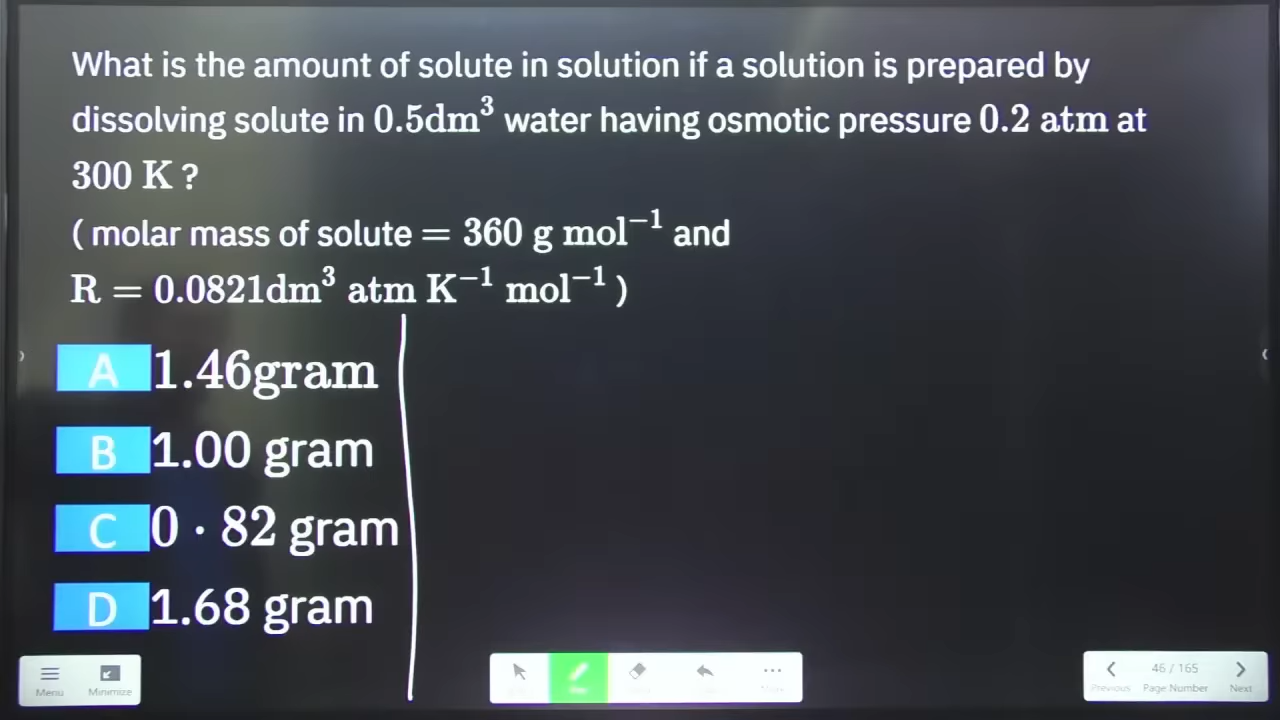 What is the amount of solute in solution if a solution is prepared by
dissolving solute in 0.5dm³ water having osmotic pressure 0.2 atm at
300 K ?
( molar mass of solute = 360 g mol⁻¹ and
R = 0.0821dm³ atm K⁻¹ mol⁻¹ )
A 1.46gram
B 1.00 gram
C 0 · 82 gram
D 1.68 gram
Menu Minimize
46 / 165
Previous Page Number Next